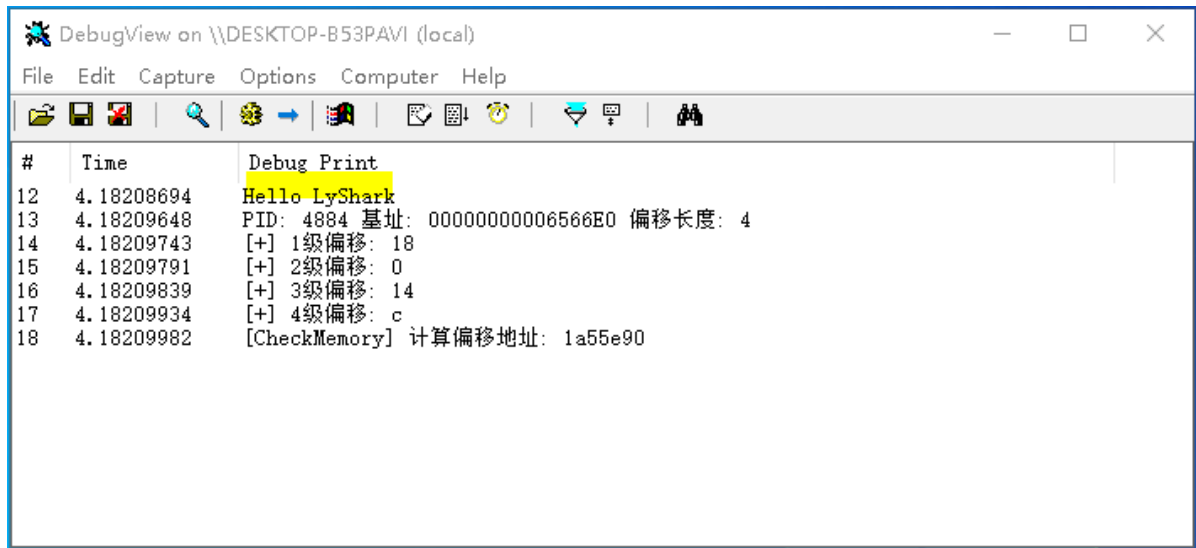 DebugView on \\DESKTOP-B53PAVI (local)
File Edit Capture Options Computer Help
# Time Debug Print
12 4.18208694 Hello LyShark
13 4.18209648 PID: 4884 基址: 00000000006566E0 偏移长度: 4
14 4.18209743 [+] 1级偏移: 18
15 4.18209791 [+] 2级偏移: 0
16 4.18209839 [+] 3级偏移: 14
17 4.18209934 [+] 4级偏移: c
18 4.18209982 [CheckMemory] 计算偏移地址: 1a55e90